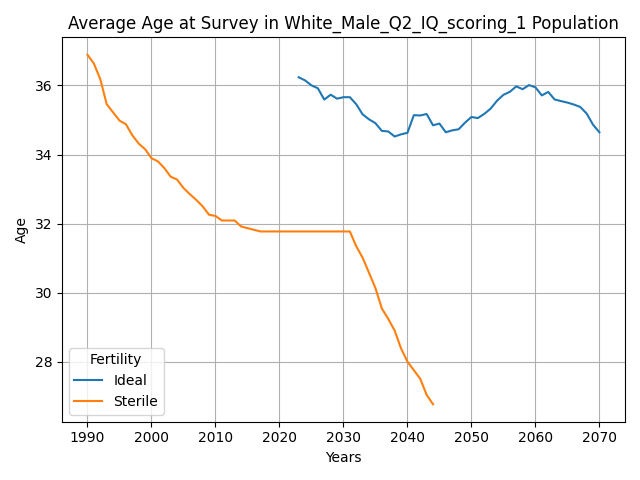 Average Age at Survey in White_Male_Q2_IQ_scoring_1 Population
Age
36
34
32
30
28
Fertility
Ideal
Sterile
1990 2000 2010 2020 2030 2040 2050 2060 2070
Years